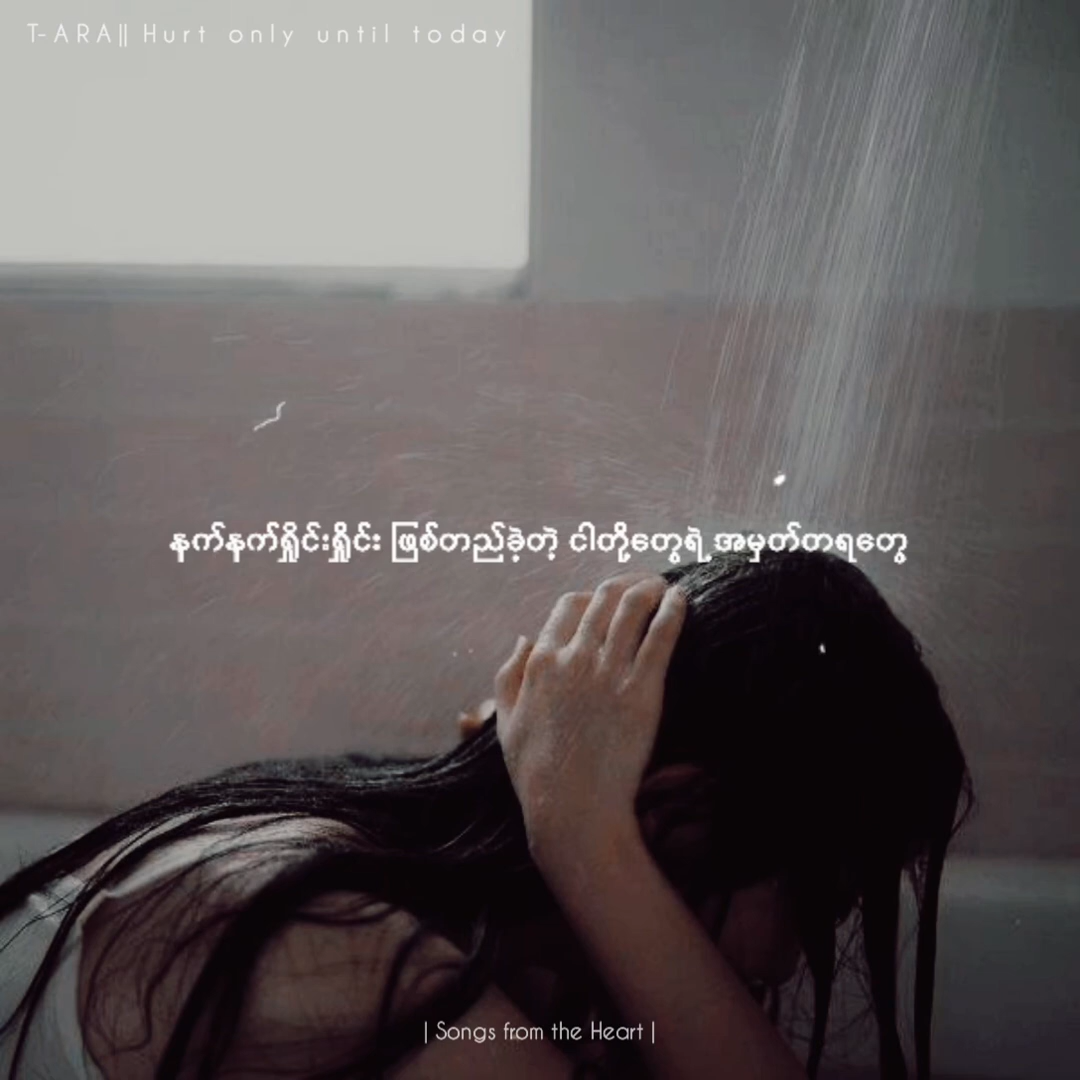 T-ARA|| Hurt only until today
နက်နက်ရှိုင်းရှိုင်း ဖြစ်တည်ခဲ့တဲ့ ငါတို့တွေရဲ့ အမှတ်တရတွေ
| Songs from the Heart |